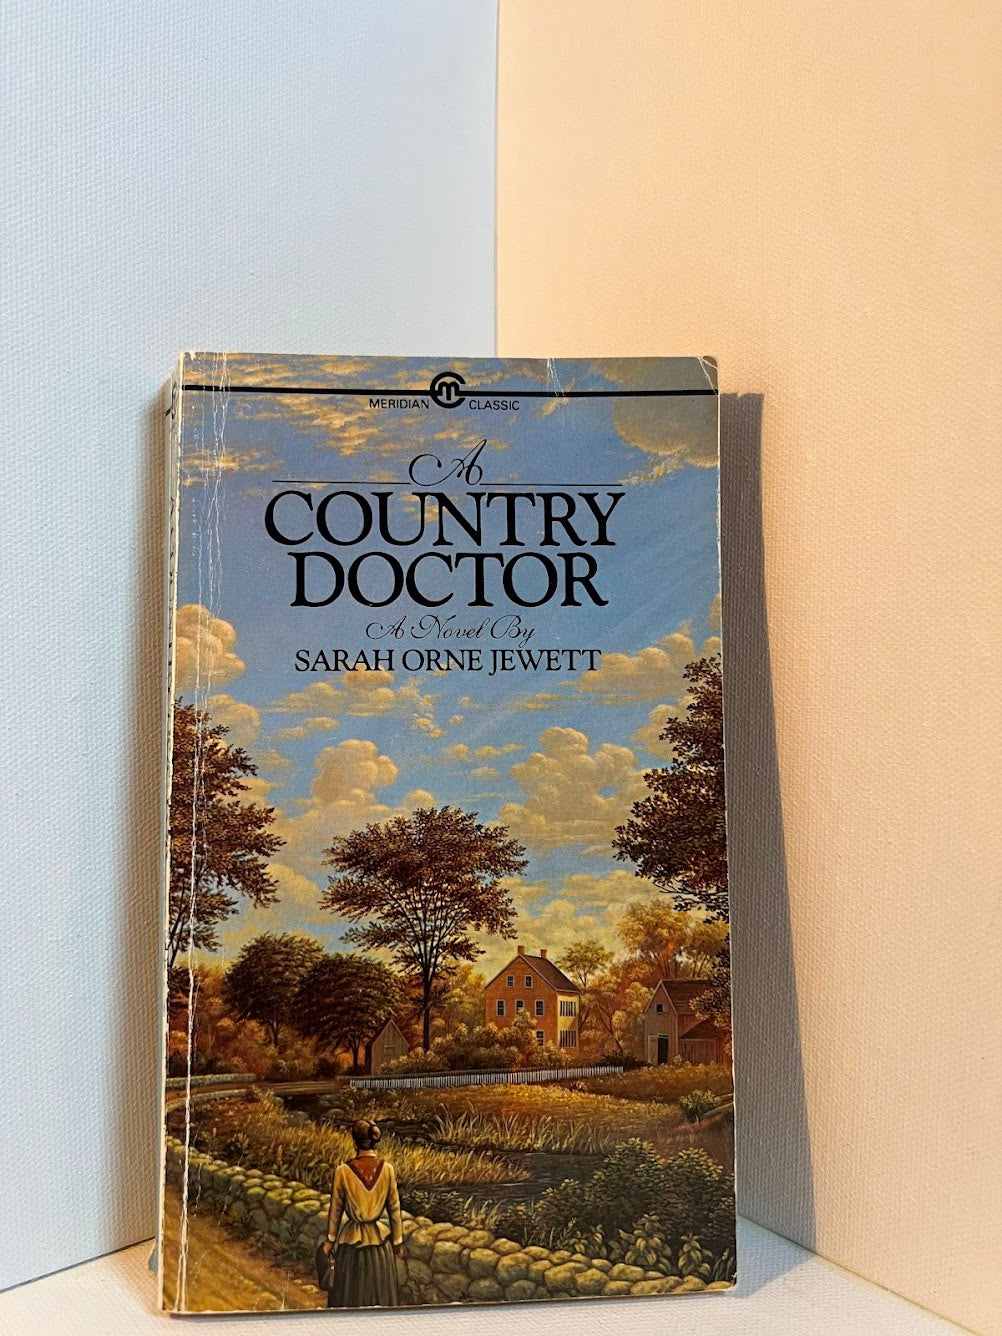 MERIDIAN CLASSIC
A
COUNTRY
DOCTOR
A Novel By
SARAH ORNE JEWETT